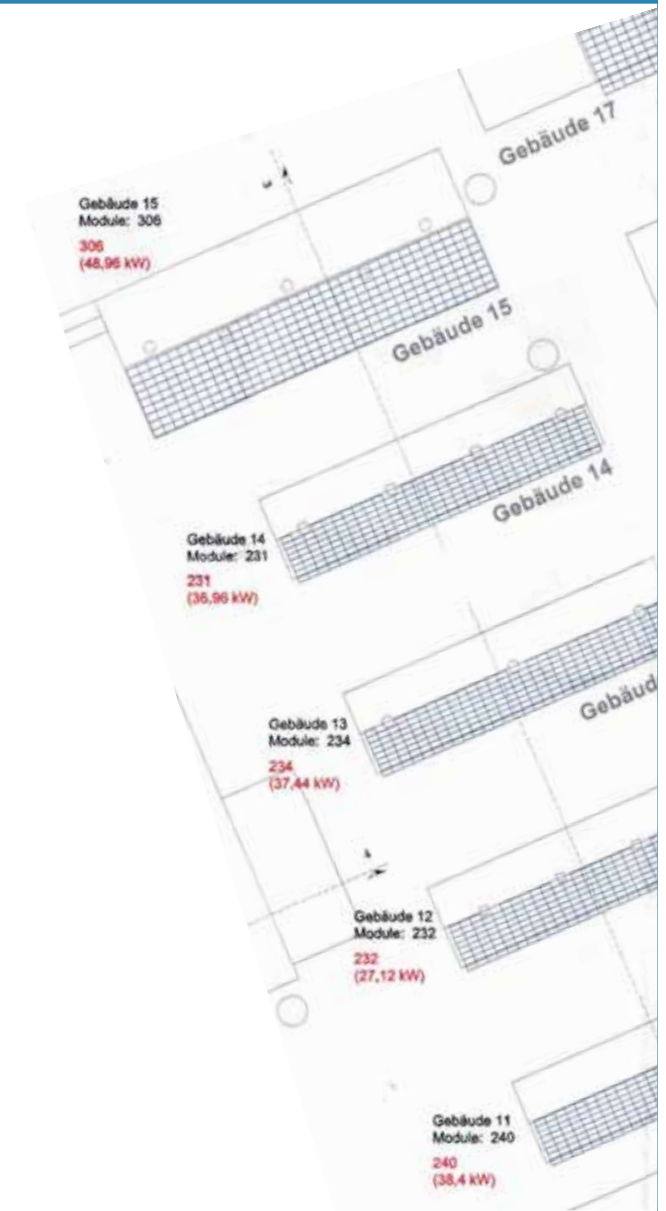 Gebäude 17
Gebäude 15
Module: 306
306
(48,96 kW)
Gebäude 15
Gebäude 14
Gebäude 14
Module: 231
231
(36,96 kW)
Gebäud
Gebäude 13
Module: 234
234
(37,44 kW)
Gebäude 12
Module: 232
232
(27,12 kW)
Gebäude 11
Module: 240
240
(38,4 kW)